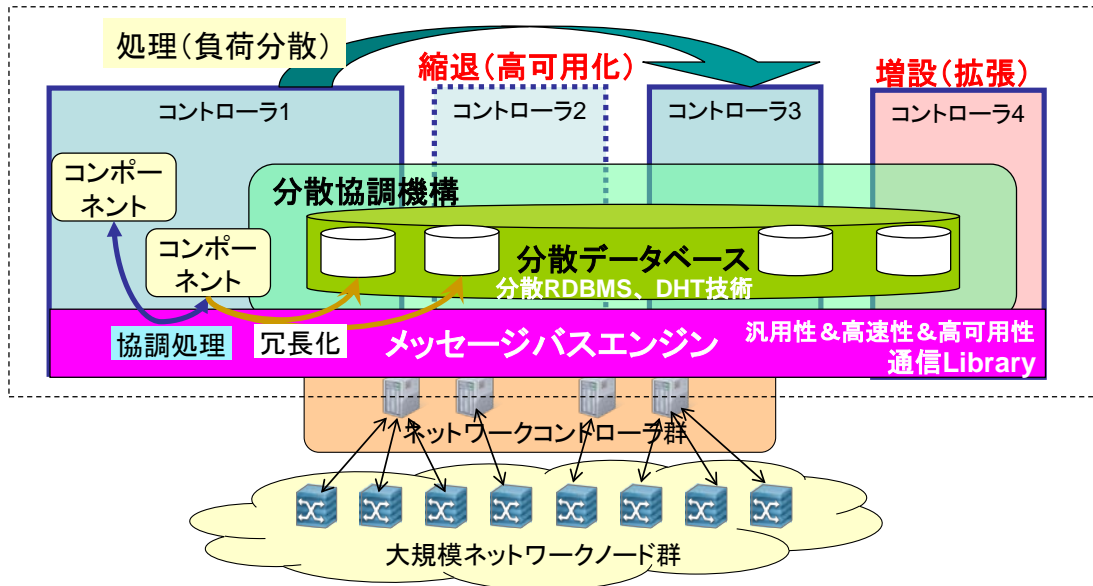 処理(負荷分散)
縮退(高可用化)
増設(拡張)
コントローラ1
コントローラ2
コントローラ3
コントローラ4
コンポー
ネント
分散協調機構
コンポー
ネント
分散データベース
分散RDBMS、DHT技術
協調処理
冗長化
メッセージバスエンジン
汎用性＆高速性＆高可用性
通信Library
ネットワークコントローラ群
大規模ネットワークノード群